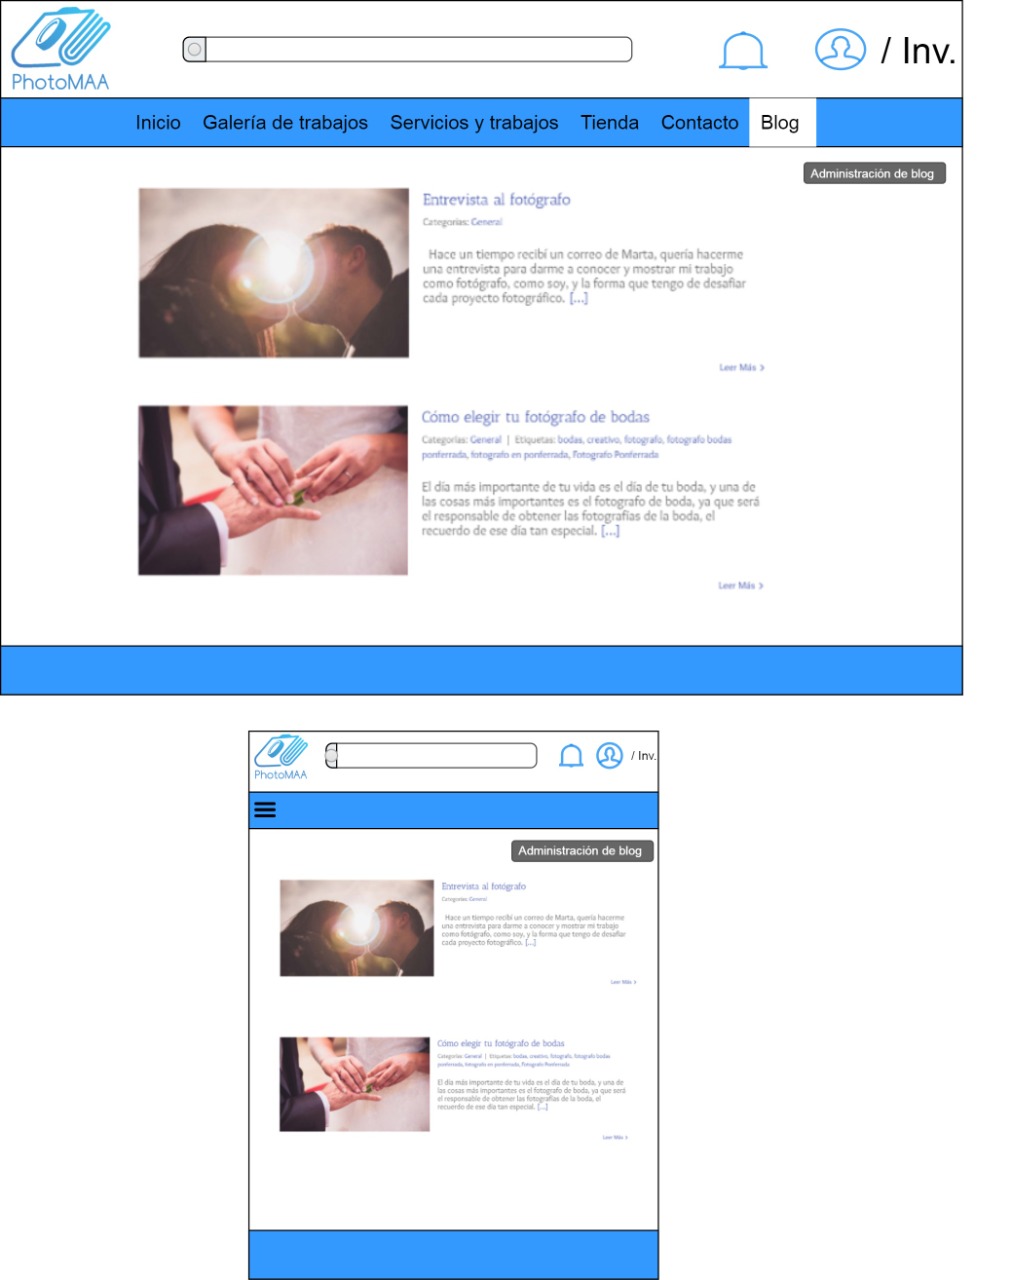 PhotoMAA
/ Inv.
Inicio Galería de trabajos Servicios y trabajos Tienda Contacto Blog
Administración de blog
Entrevista al fotógrafo
Categorias: General
Hace un tiempo recibí un correo de Marta, quería hacerme
una entrevista para darme a conocer y mostrar mi trabajo
como fotógrafo, como soy, y la forma que tengo de desafiar
cada proyecto fotográfico. [...]
Leer Más >
Cómo elegir tu fotógrafo de bodas
Categorias: General | Etiquetas: bodas, creativo, fotografo, fotografo bodas
ponferrada, fotografo en ponferrada, Fotografo Ponferrada
El día más importante de tu vida es el día de tu boda, y una de
las cosas más importantes es el fotografo de boda, ya que será
el responsable de obtener las fotografías de la boda, el
recuerdo de ese día tan especial. [...]
Leer Más >
PhotoMAA
/ Inv.
Administración de blog
Entrevista al fotógrafo
Categorias: General
Hace un tiempo recibí un correo de Marta, quería hacerme
una entrevista para darme a conocer y mostrar mi trabajo
como fotógrafo, como soy, y la forma que tengo de desafiar
cada proyecto fotográfico. [...]
Leer Más >
Cómo elegir tu fotógrafo de bodas
Categorias: General | Etiquetas: bodas, creativo, fotografo, fotografo bodas
ponferrada, fotografo en ponferrada, Fotografo Ponferrada
El día más importante de tu vida es el día de tu boda, y una de
las cosas más importantes es el fotografo de boda, ya que será
el responsable de obtener las fotografías de la boda, el
recuerdo de ese día tan especial. [...]
Leer Más >